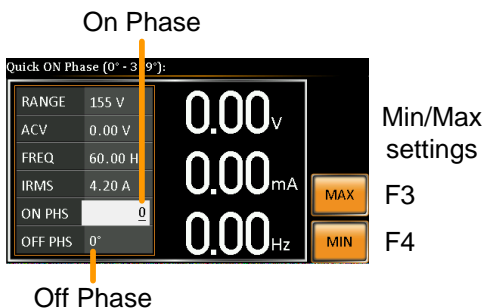 On Phase
Quick ON Phase (0° - 359°):
RANGE 155 V
ACV 0.00 V
FREQ 60.00 H
IRMS 4.20 A
ON PHS 0
OFF PHS 0°
0.00V
0.00mA
0.00Hz
Min/Max
settings
MAX F3
MIN F4
Off Phase